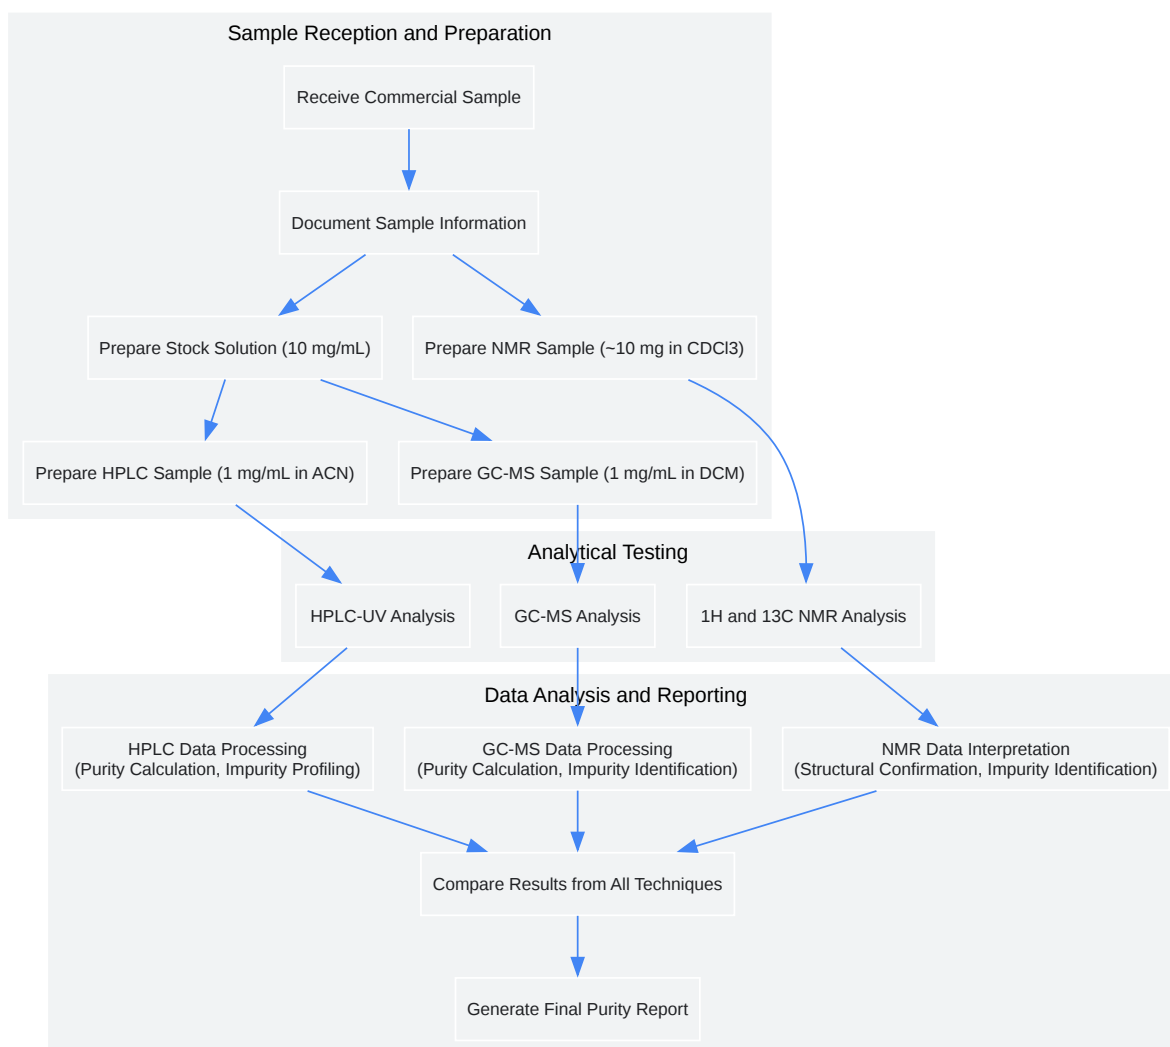 Sample Reception and Preparation
Receive Commercial Sample
Document Sample Information
Prepare Stock Solution (10 mg/mL)
Prepare NMR Sample (~10 mg in CDCl3)
Prepare HPLC Sample (1 mg/mL in ACN)
Prepare GC-MS Sample (1 mg/mL in DCM)
Analytical Testing
HPLC-UV Analysis
GC-MS Analysis
1H and 13C NMR Analysis
Data Analysis and Reporting
HPLC Data Processing
(Purity Calculation, Impurity Profiling)
GC-MS Data Processing
(Purity Calculation, Impurity Identification)
NMR Data Interpretation
(Structural Confirmation, Impurity Identification)
Compare Results from All Techniques
Generate Final Purity Report